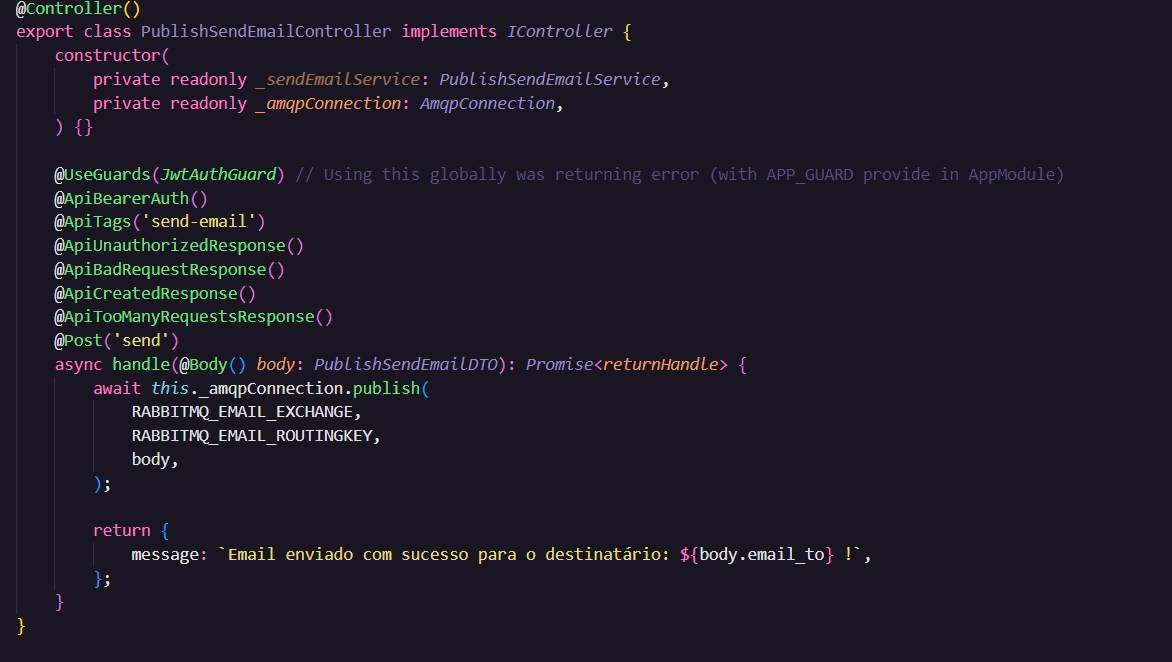 @Controller()
export class PublishSendEmailController implements IController {
    constructor(
        private readonly _sendEmailService: PublishSendEmailService,
        private readonly _amqpConnection: AmqpConnection,
    ) {}

    @UseGuards(JwtAuthGuard) // Using this globally was returning error (with APP_GUARD provide in AppModule)
    @ApiBearerAuth()
    @ApiTags('send-email')
    @ApiUnauthorizedResponse()
    @ApiBadRequestResponse()
    @ApiCreatedResponse()
    @ApiTooManyRequestsResponse()
    @Post('send')
    async handle(@Body() body: PublishSendEmailDTO): Promise<returnHandle> {
        await this._amqpConnection.publish(
            RABBITMQ_EMAIL_EXCHANGE,
            RABBITMQ_EMAIL_ROUTINGKEY,
            body,
        );

        return {
            message: `Email enviado com sucesso para o destinatário: ${body.email_to} !`,
        };
    }
}